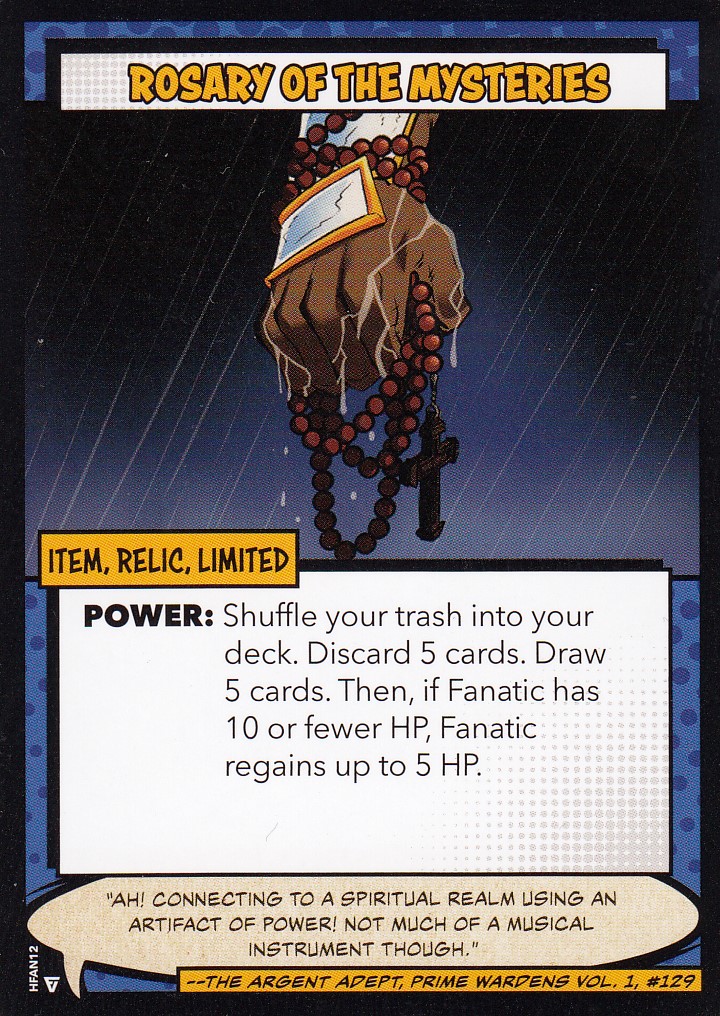 ROSARY OF THE MYSTERIES
ITEM, RELIC, LIMITED
POWER: Shuffle your trash into your
deck. Discard 5 cards. Draw
5 cards. Then, if Fanatic has
10 or fewer HP, Fanatic
regains up to 5 HP.
"AH! CONNECTING TO A SPIRITUAL REALM USING AN
ARTIFACT OF POWER! NOT MUCH OF A MUSICAL
INSTRUMENT THOUGH."
--THE ARGENT ADEPT, PRIME WARDENS VOL. 1, #129
HFAN12